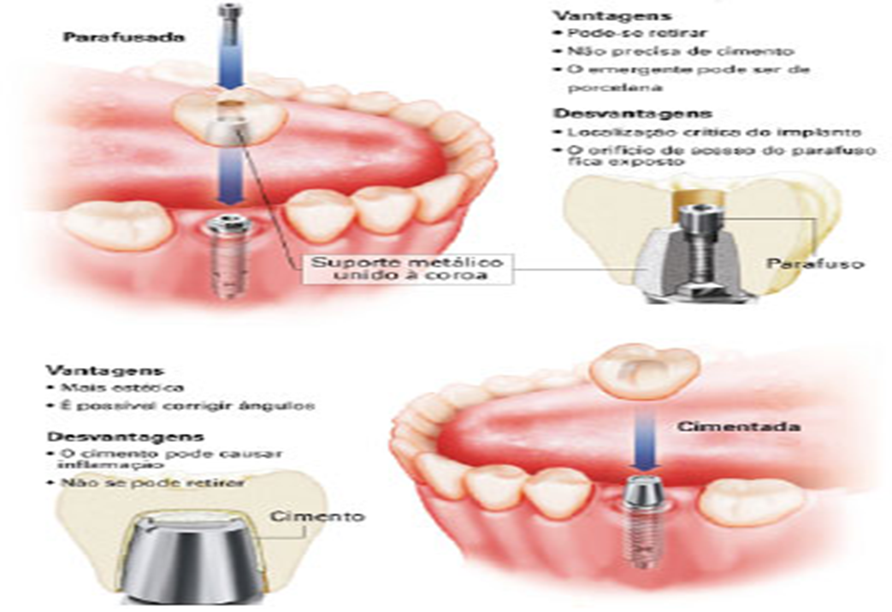 Parafusada
Vantagens
• Pode-se retirar
• Não precisa de cimento
• O emergente pode ser de
porcelana
Desvantagens
• Localização crítica do implante
• O orifício de acesso do parafuso
fica exposto
Suporte metálico
unido à coroa
Parafuso
Vantagens
• Mais estética
• É possível corrigir ângulos
Desvantagens
• O cimento pode causar
inflamação
• Não se pode retirar
Cimento
Cimentada